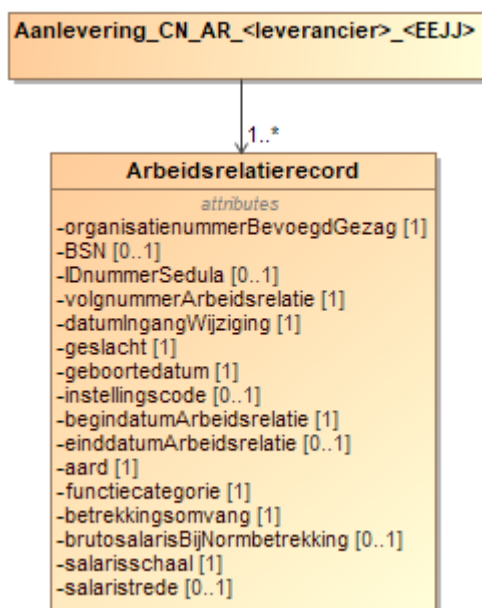 Aanlevering_CN_AR_<leverancier>_<EEJJ>
1..*
Arbeidsrelatierecord
attributes
-organisatienummerBevoegdGezag [1]
-BSN [0..1]
-IDnummerSedula [0..1]
-volgnummerArbeidsrelatie [1]
-datumIngangWijziging [1]
-geslacht [1]
-geboortedatum [1]
-instellingscode [0..1]
-begindatumArbeidsrelatie [1]
-einddatumArbeidsrelatie [0..1]
-aard [1]
-functiecategorie [1]
-betrekkingsomvang [1]
-brutosalarisBijNormbetrekking [0..1]
-salarisschaal [1]
-salaristrede [0..1]